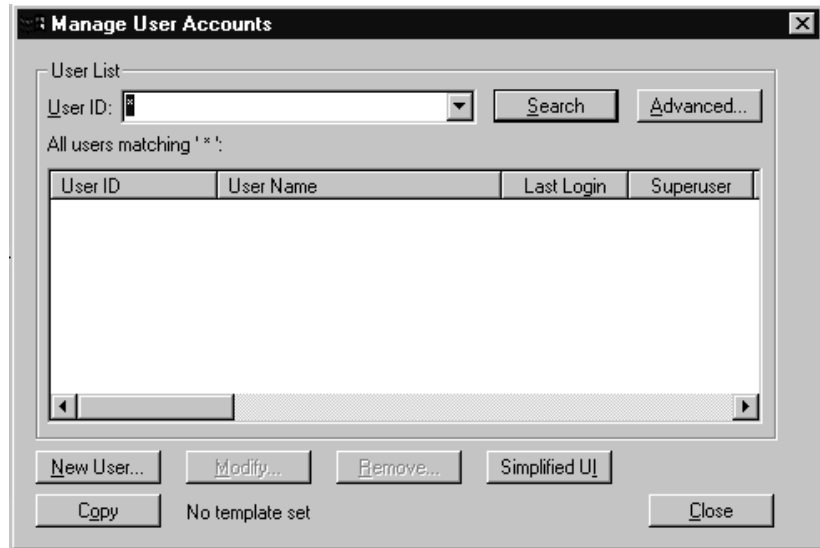 Manage User Accounts
User List
User ID: * Search Advanced...
All users matching ' * ':
User ID User Name Last Login Superuser
New User... Modify... Remove... Simplified UI
Copy No template set Close